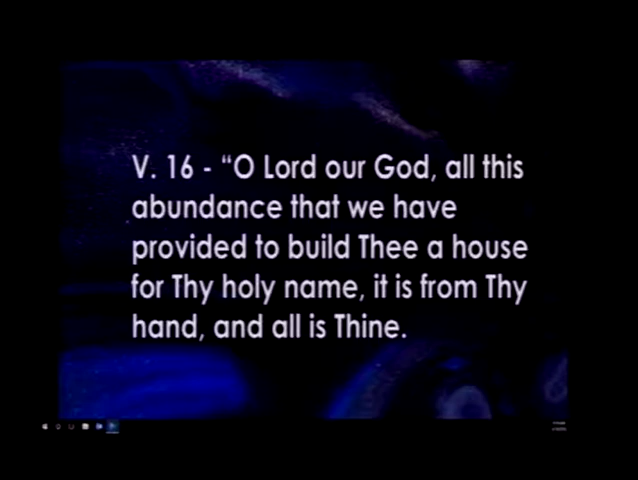 V. 16 - “O Lord our God, all this
abundance that we have
provided to build Thee a house
for Thy holy name, it is from Thy
hand, and all is Thine.